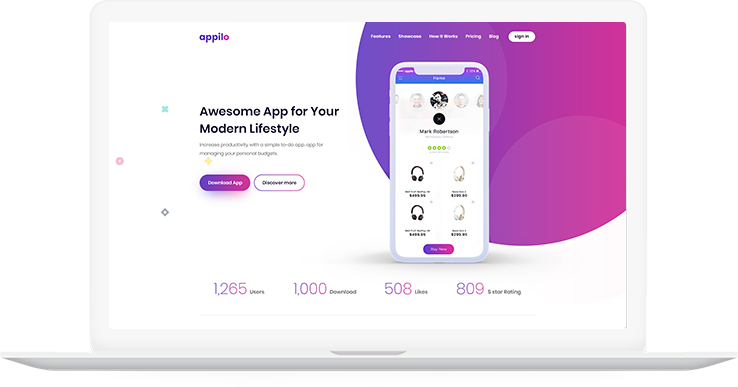 appilo
Features Showcase How It Works Pricing Blog sign in
Awesome App for Your
Modern Lifestyle
Increase productivity with a simple to-do app. app for
managing your personal budgets.
Download App Discover more
Home
Mark Robertson
$499.95 $299.95
$499.95 $299.95
Buy Now
1,265 Users 1,000 Download 508 Likes 809 5 star Rating